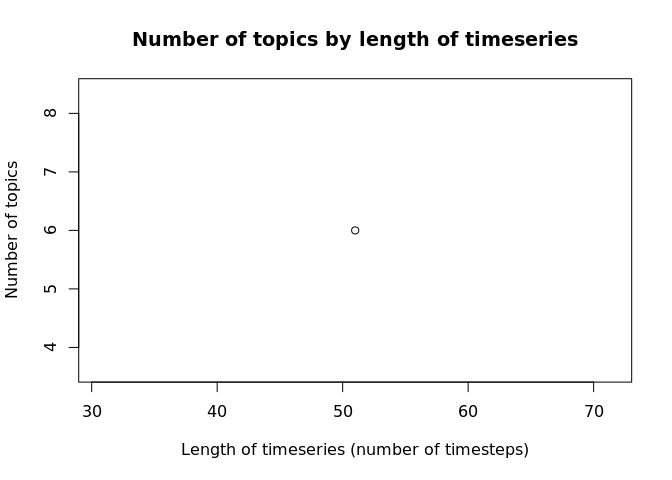 Number of topics by length of timeseries
Number of topics
8
7
6
5
4
30 40 50 60 70
Length of timeseries (number of timesteps)